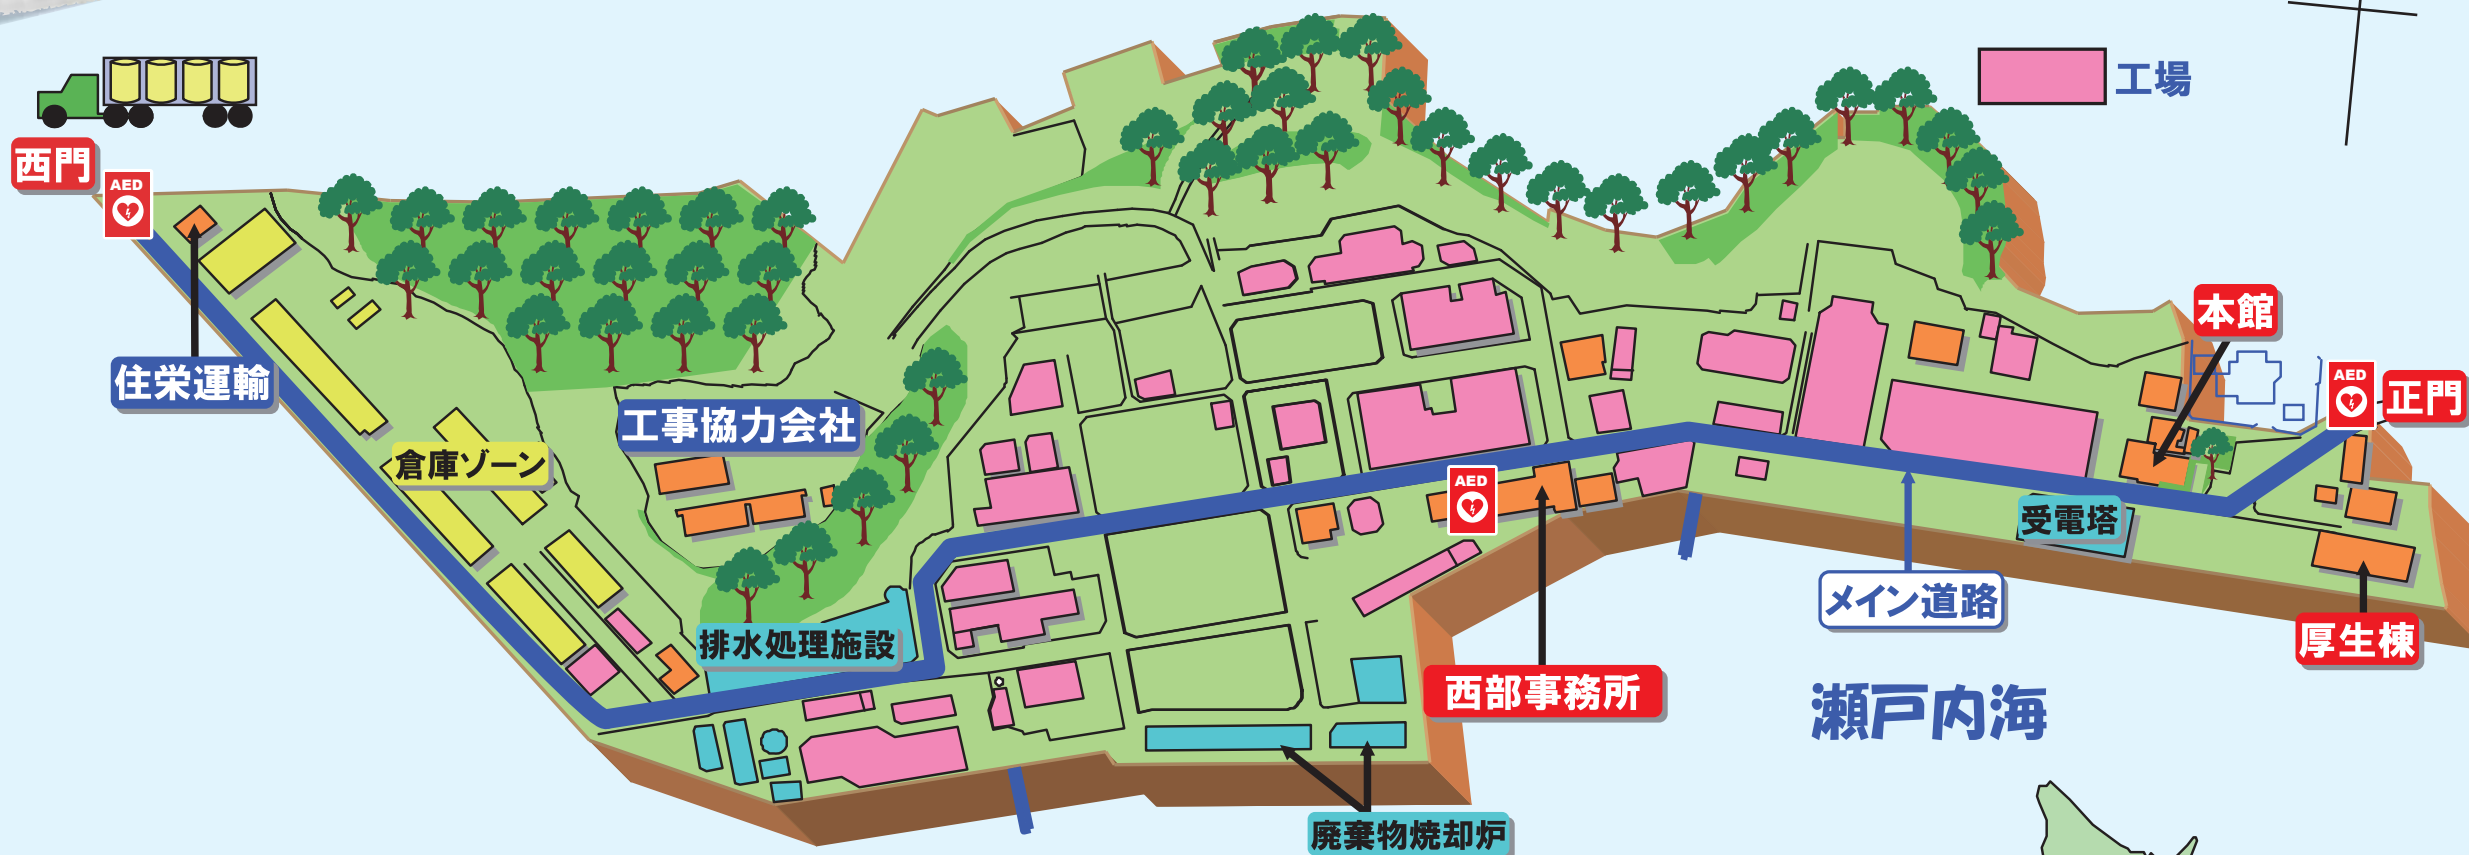 工場
西門
AED
住栄運輸
倉庫ゾーン
工事協力会社
排水処理施設
AED
西部事務所
廃棄物焼却炉
メイン道路
受電塔
本館
AED
正門
厚生棟
瀬戸内海